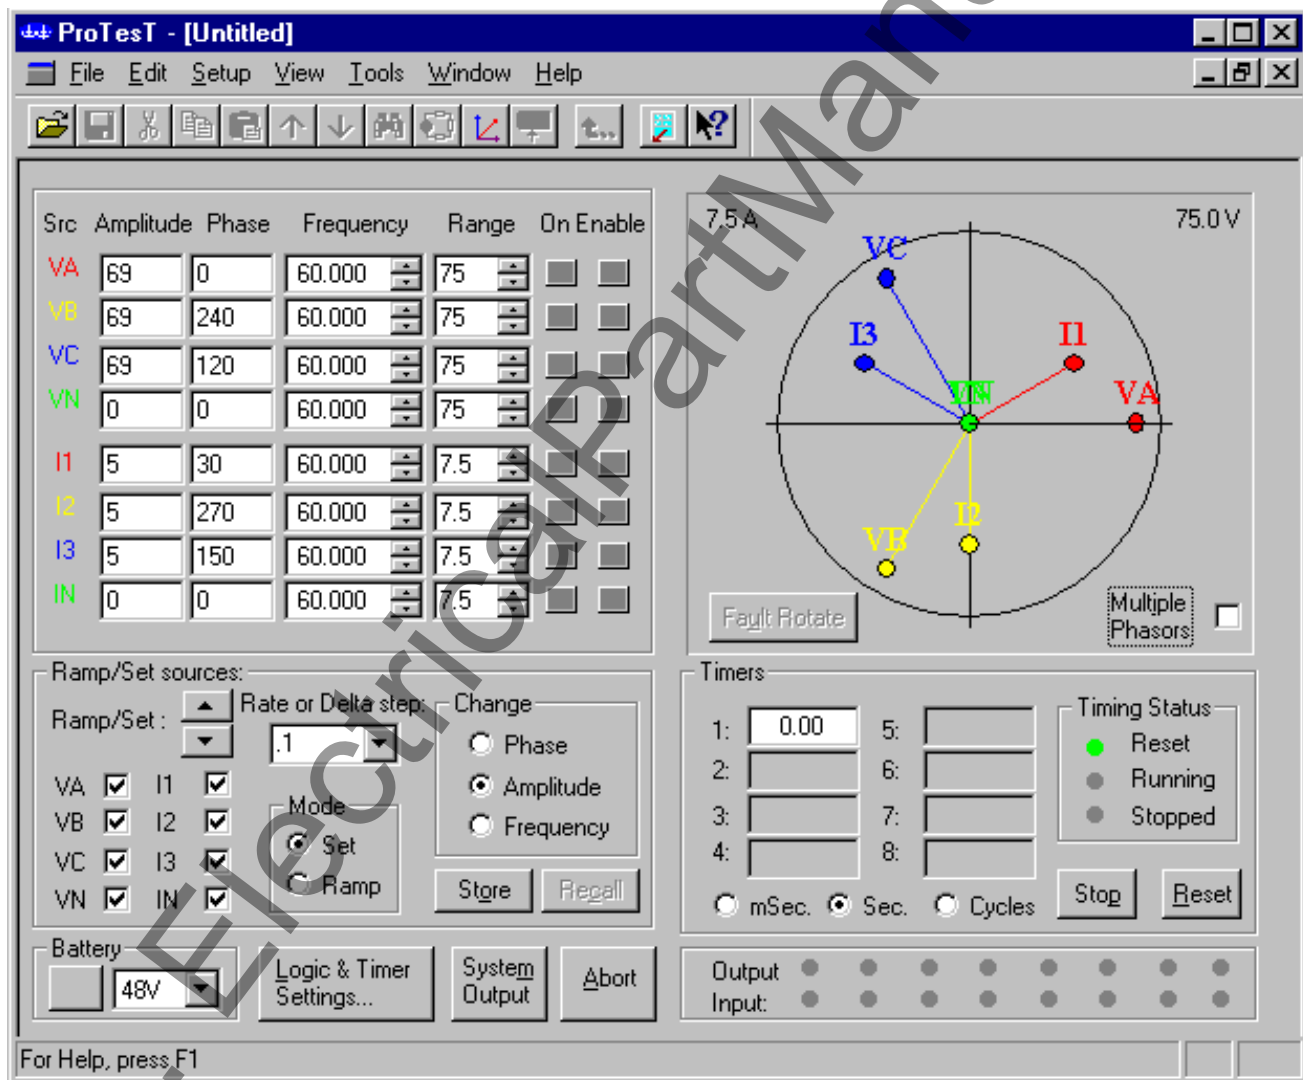 ProTesT - [Untitled]
File Edit Setup View Tools Window Help
Src Amplitude Phase Frequency Range On Enable
VA 69 0 60.000 75
VB 69 240 60.000 75
VC 69 120 60.000 75
VN 0 0 60.000 75
I1 5 30 60.000 7.5
I2 5 270 60.000 7.5
I3 5 150 60.000 7.5
IN 0 0 60.000 7.5
7.5 A 75.0 V
VC
I3 I1
VN VA
I2
VB
Fault Rotate
Multiple
Phasors
Ramp/Set sources:
Ramp/Set :
Rate or Delta step:
.1
VA I1
VB I2
VC I3
VN IN
Mode
Set
Ramp
Change
Phase
Amplitude
Frequency
Store Recall
Timers
1: 0.00 5:
2: 6:
3: 7:
4: 8:
mSec. Sec. Cycles
Timing Status
Reset
Running
Stopped
Stop Reset
Battery
48V
Logic & Timer
Settings...
System
Output
Abort
Output
Input:
For Help, press F1
ElectricalPartManu